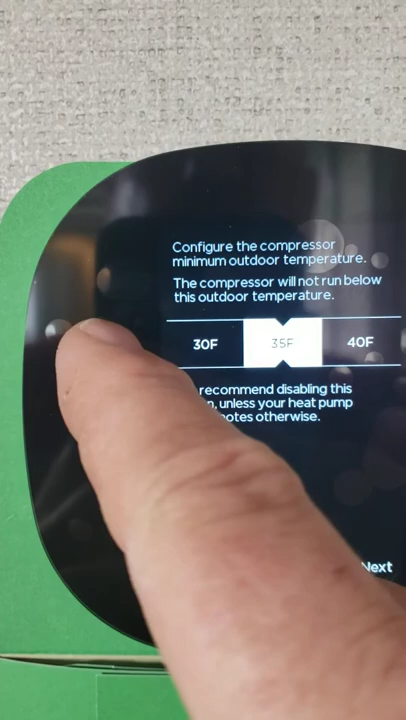 Configure the compressor
minimum outdoor temperature.
The compressor will not run below
this outdoor temperature.
30F 35F 40F
recommend disabling this
unless your heat pump
notes otherwise.
Next